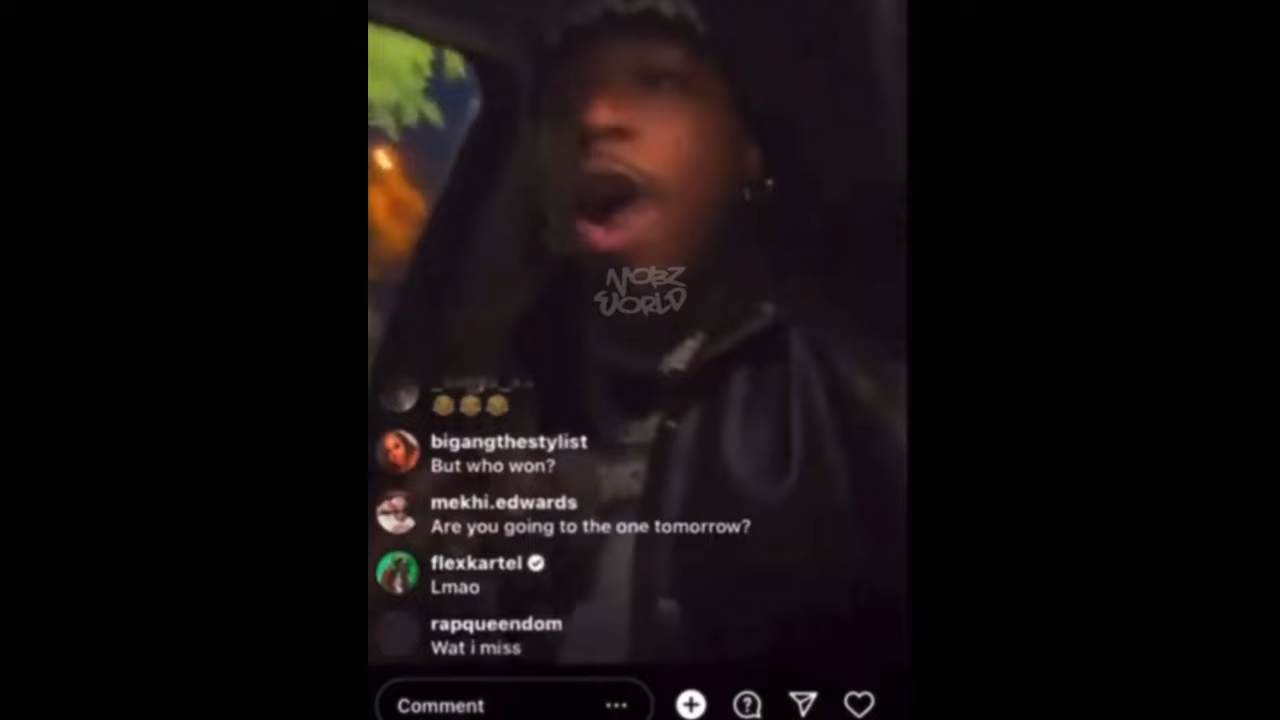 NOBZ
WORLD
😂😂😂
bigangthestylist
But who won?
mekhi.edwards
Are you going to the one tomorrow?
flexkartel
Lmao
rapqueendom
Wat i miss
Comment